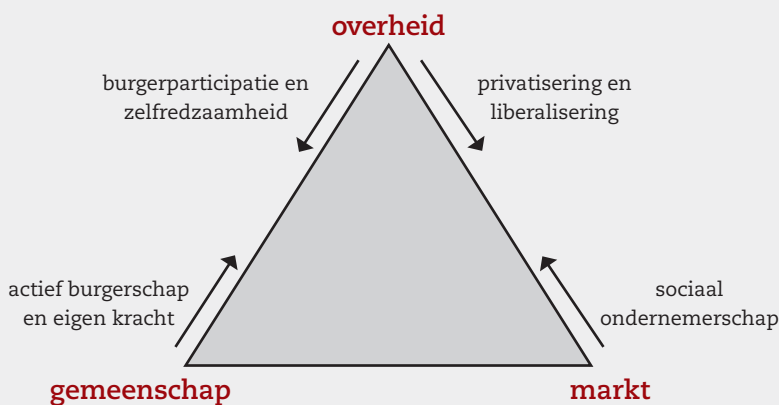 overheid
burgerparticipatie en
zelfredzaamheid
privatisering en
liberalisering
actief burgerschap
en eigen kracht
sociaal
ondernemerschap
gemeenschap
markt